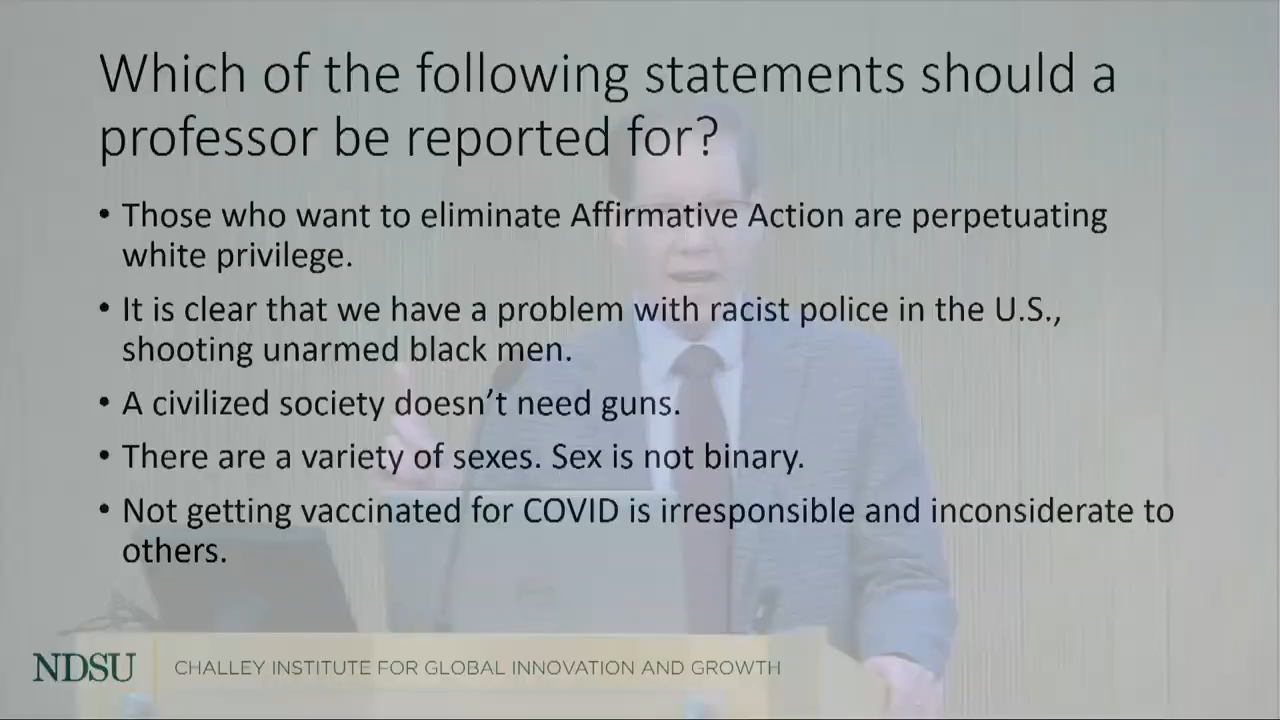 Which of the following statements should a
professor be reported for?
• Those who want to eliminate Affirmative Action are perpetuating
white privilege.
• It is clear that we have a problem with racist police in the U.S.,
shooting unarmed black men.
• A civilized society doesn’t need guns.
• There are a variety of sexes. Sex is not binary.
• Not getting vaccinated for COVID is irresponsible and inconsiderate to
others.
NDSU CHALLEY INSTITUTE FOR GLOBAL INNOVATION AND GROWTH